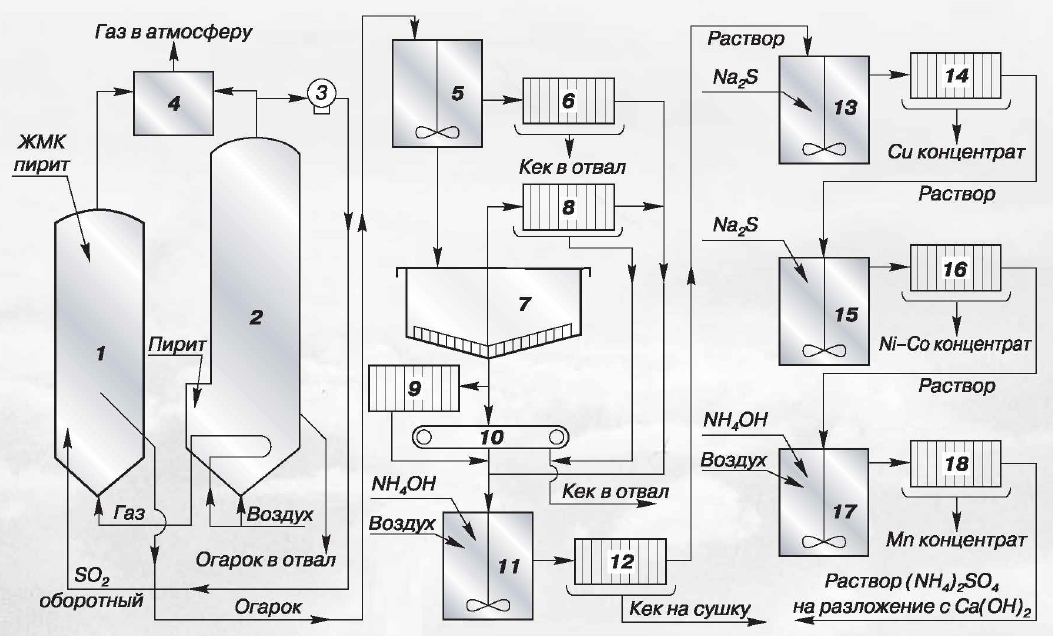 Газ в атмосферу
3
4
ЖМК
пирит
1
2
Пирит
Газ
Воздух
Огарок в отвал
SO₂
оборотный
Огарок
5
6
Кек в отвал
8
7
9
10
Кек в отвал
NH₄OH
Воздух
11
12
Кек на сушку
Раствор
Na₂S
13
14
Cu концентрат
Раствор
Na₂S
15
16
Ni–Co концентрат
Раствор
NH₄OH
Воздух
17
18
Mn концентрат
Раствор (NH₄)₂SO₄
на разложение с Ca(OH)₂